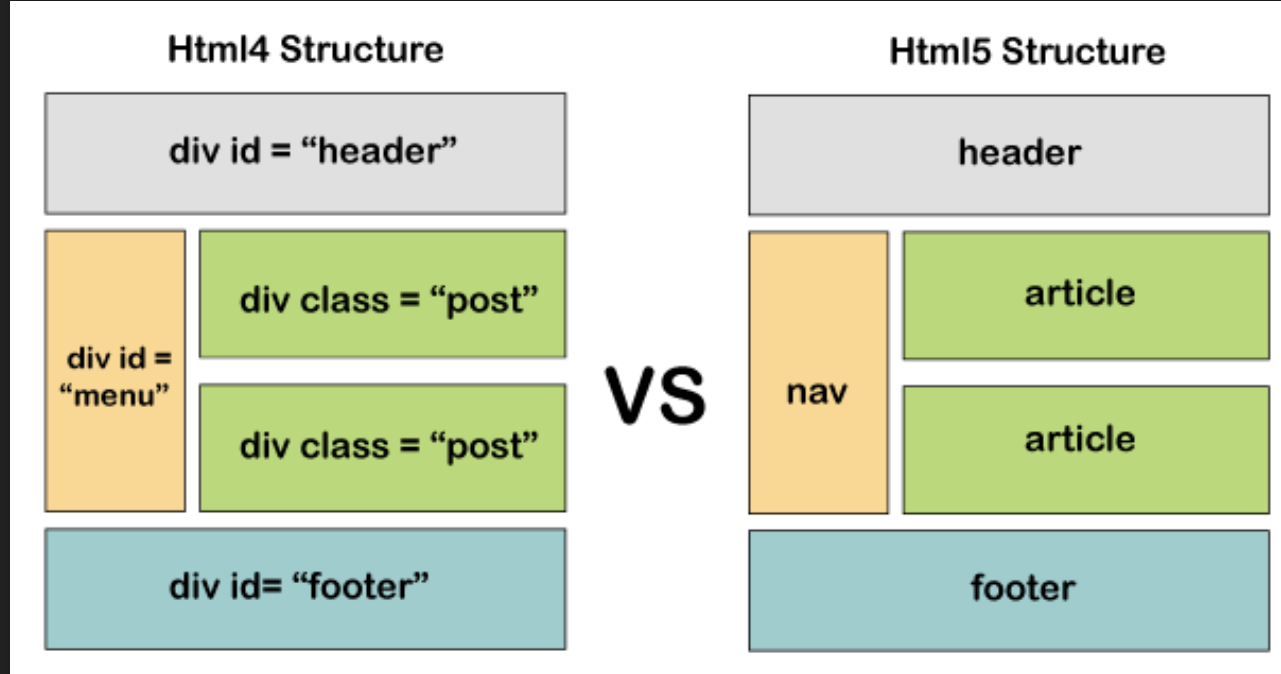 Html4 Structure
div id = “header”
div id =
“menu”
div class = “post”
div class = “post”
div id= “footer”
VS
Html5 Structure
header
nav
article
article
footer